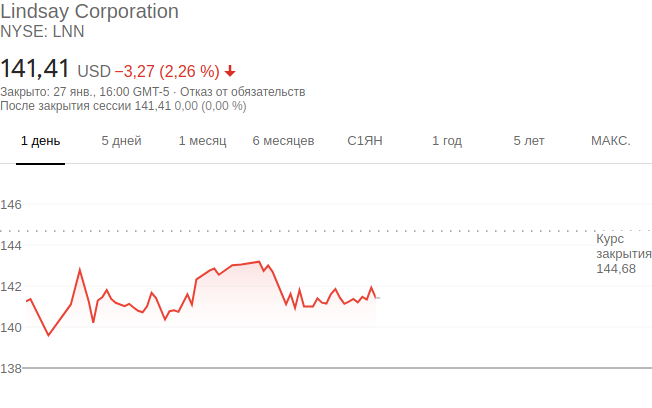 Lindsay Corporation
NYSE: LNN
141,41 USD −3,27 (2,26 %)
Закрыто: 27 янв., 16:00 GMT-5 · Отказ от обязательств
После закрытия сессии 141,41 0,00 (0,00 %)
1 день 5 дней 1 месяц 6 месяцев С1ЯН 1 год 5 лет МАКС.
146
144
142
140
138
Курс
закрытия
144,68